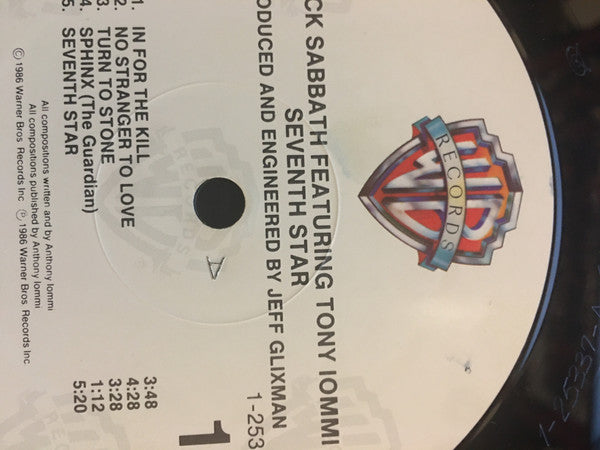 WB
RECORDS
CK SABBATH FEATURING TONY IOMMI
SEVENTH STAR
ODUCED AND ENGINEERED BY JEFF GLIXMAN
1-253
1
1. IN FOR THE KILL 3:48
2. NO STRANGER TO LOVE 4:28
3. TURN TO STONE 3:28
4. SPHINX (The Guardian) 1:12
5. SEVENTH STAR 5:20
All compositions written and by Anthony Iommi
All compositions published by Anthony Iommi
© 1986 Warner Bros. Records Inc ℗ 1986 Warner Bros. Records Inc